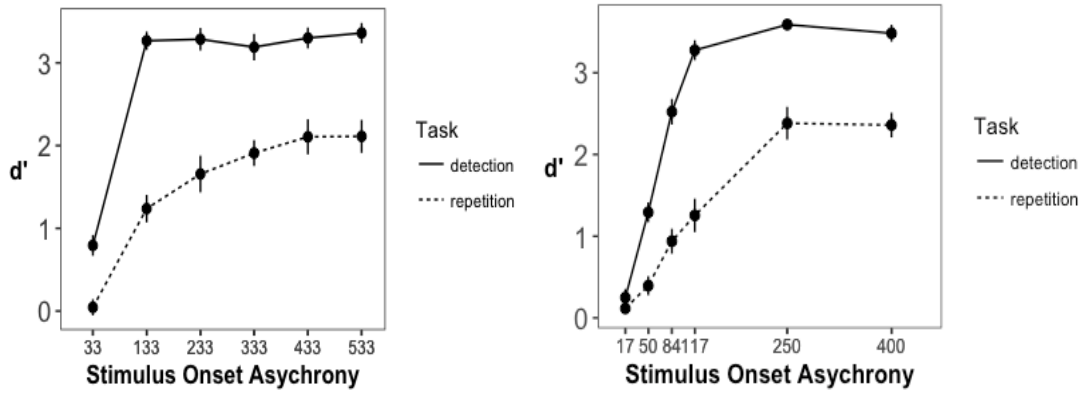 3
2
d'
1
0
33 133 233 333 433 533
Stimulus Onset Asychrony
Task
detection
repetition
3
2
d'
1
0
17 50 84 117 250 400
Stimulus Onset Asychrony
Task
detection
repetition